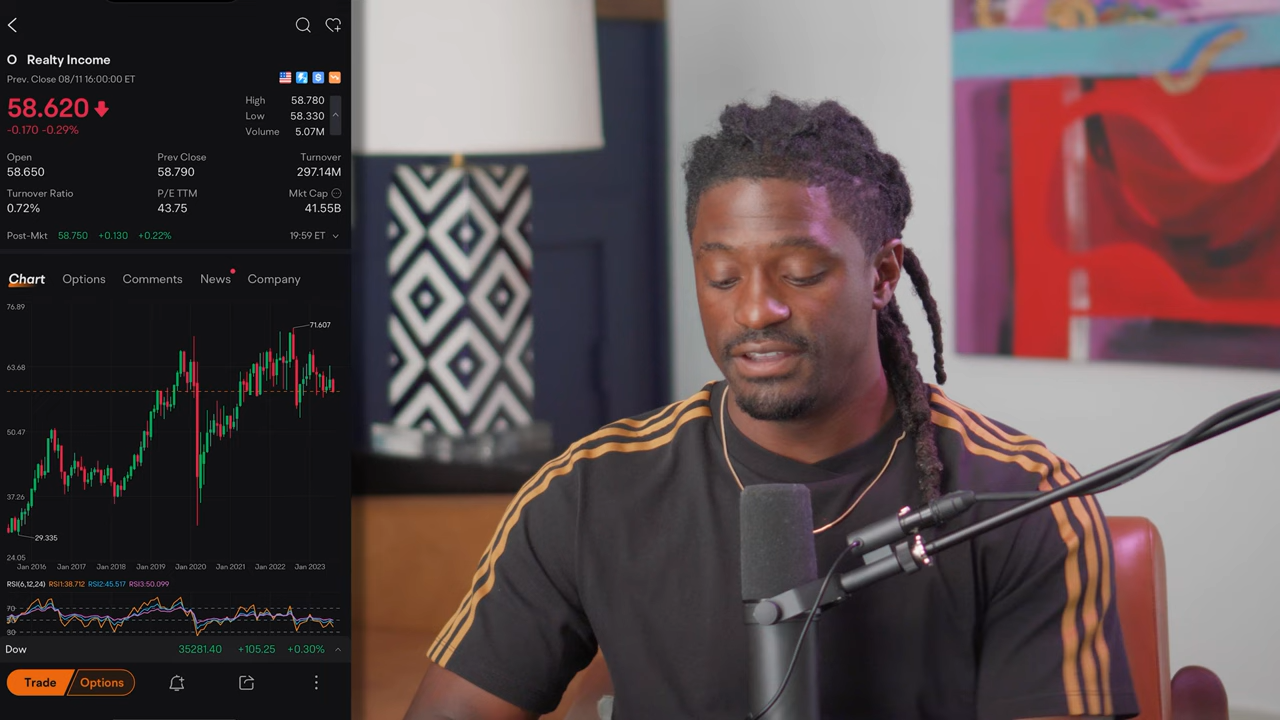 O Realty Income
Prev. Close 08/11 16:00:00 ET
58.620
-0.170 -0.29%
High 58.780
Low 58.330
Volume 5.07M
Open Prev Close Turnover
58.650 58.790 297.14M
Turnover Ratio P/E TTM Mkt Cap
0.72% 43.75 41.55B
Post-Mkt 58.750 +0.130 +0.22% 19:59 ET
Chart Options Comments News Company
76.89
71.607
63.68
50.47
37.26
29.335
24.05
Jan 2016 Jan 2017 Jan 2018 Jan 2019 Jan 2020 Jan 2021 Jan 2022 Jan 2023
RSI(6,12,24) RSI1:38.712 RSI2:45.517 RSI3:50.099
70
30
Dow 35281.40 +105.25 +0.30%
Trade Options